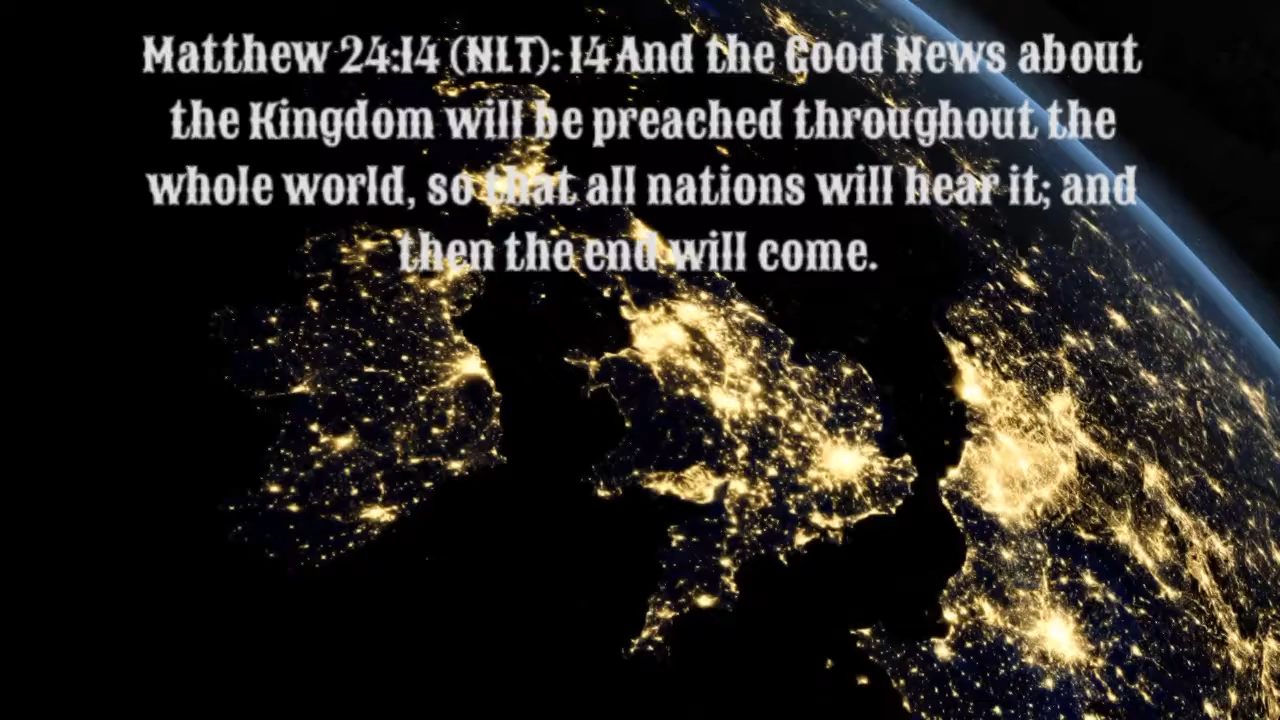 Matthew 24:14 (NLT): 14 And the Good News about
the Kingdom will be preached throughout the
whole world, so that all nations will hear it; and
then the end will come.